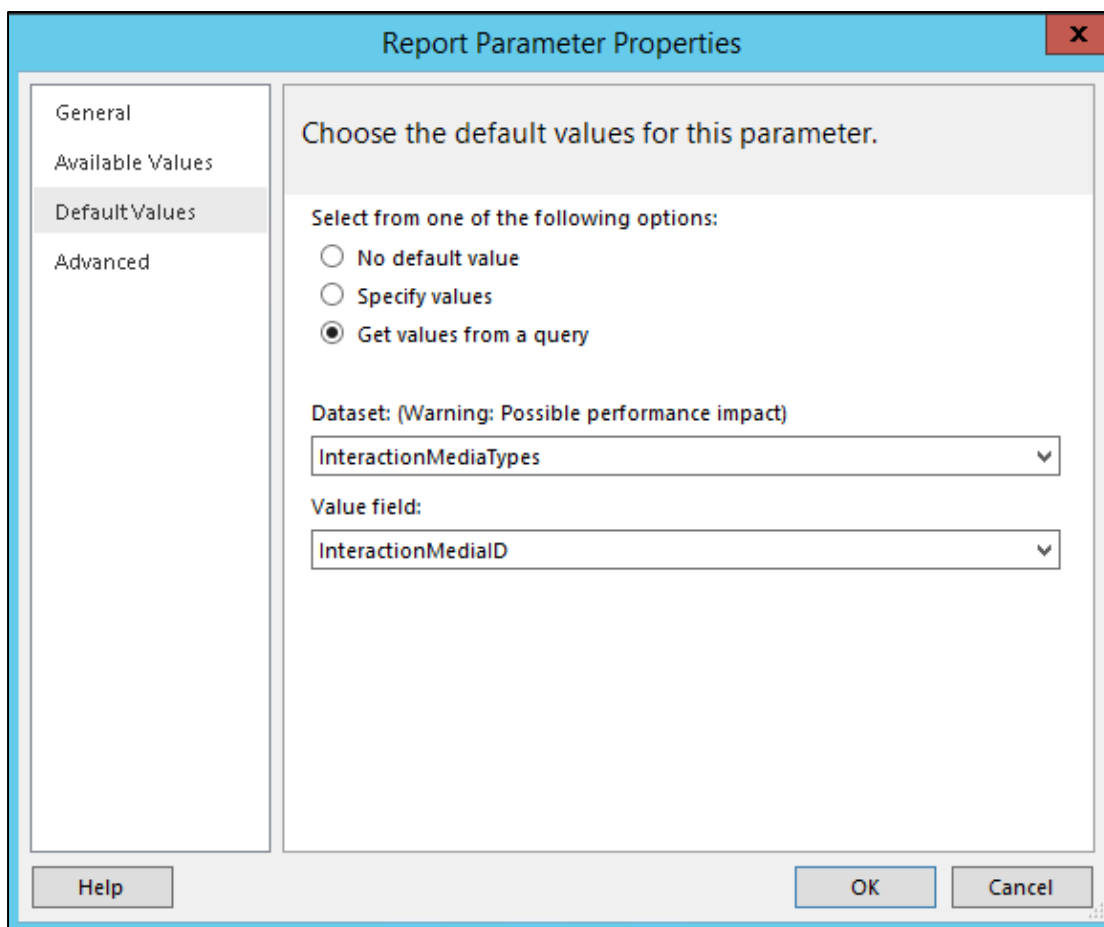 Report Parameter Properties
x
General
Available Values
Default Values
Advanced
Choose the default values for this parameter.
Select from one of the following options:
No default value
Specify values
Get values from a query
Dataset: (Warning: Possible performance impact)
InteractionMediaTypes
Value field:
InteractionMediaID
Help
OK
Cancel